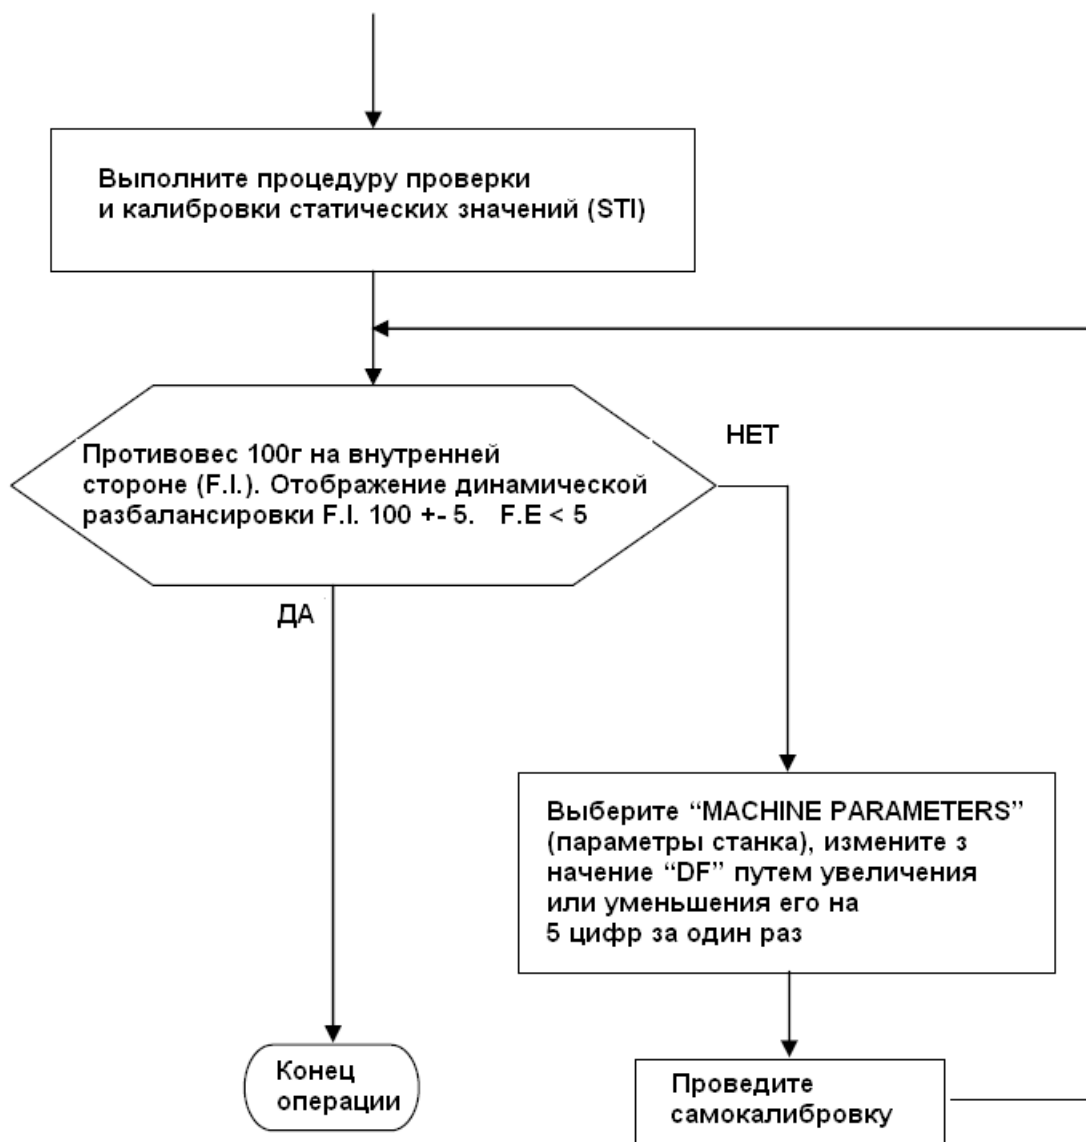 Выполните процедуру проверки
и калибровки статических значений (STI)
Противовес 100г на внутренней
стороне (F.I.). Отображение динамической
разбалансировки F.I. 100 +- 5. F.E < 5
НЕТ
ДА
Выберите “MACHINE PARAMETERS”
(параметры станка), измените з
начение “DF” путем увеличения
или уменьшения его на
5 цифр за один раз
Конец
операции
Проведите
самокалибровку